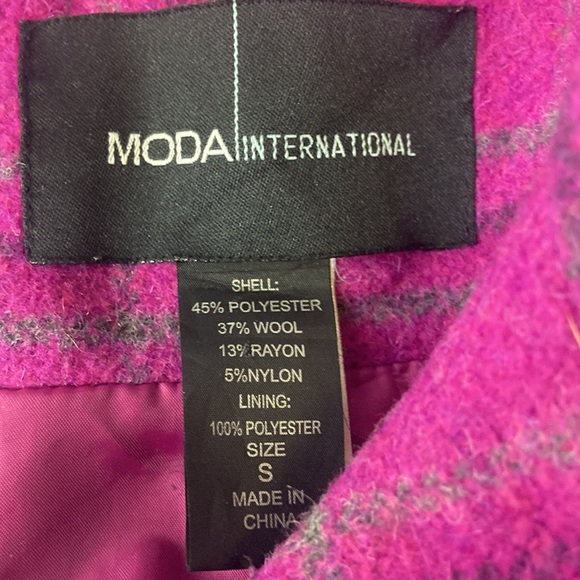 MODA INTERNATIONAL
SHELL:
45% POLYESTER
37% WOOL
13%RAYON
5%NYLON
LINING:
100% POLYESTER
SIZE
S
MADE IN
CHINA